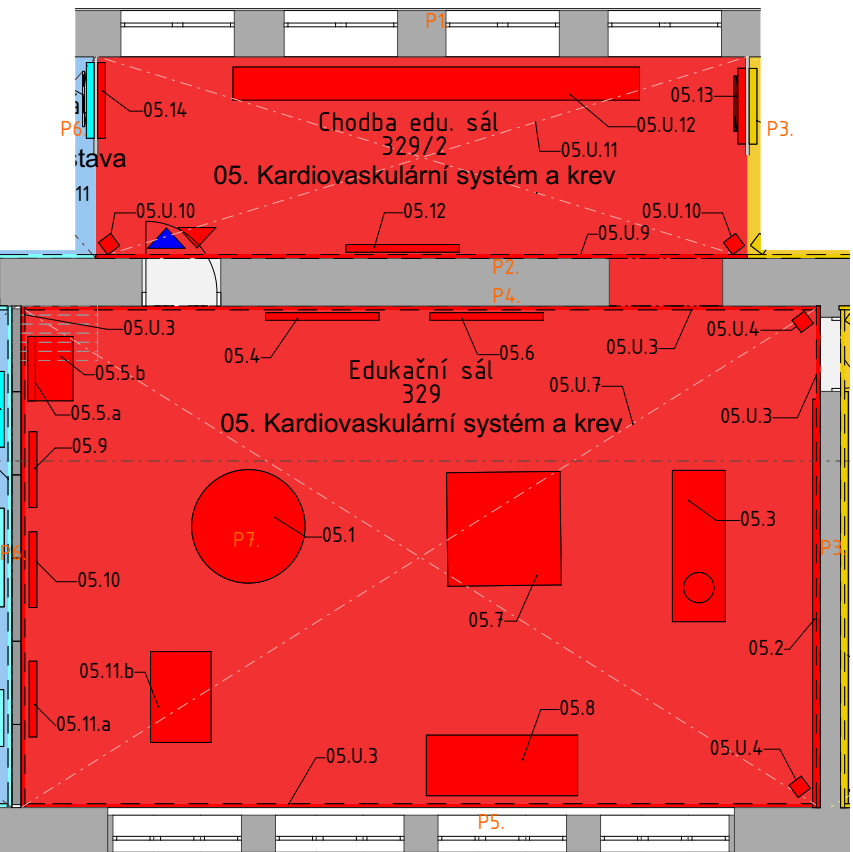 P1
05.14
05.13
a
P6.
Chodba edu. sál
05.U.12
P3.
329/2
05.U.11
stava
05. Kardiovaskulární systém a krev
11
05.U.10
05.12
05.U.10
05.U.9
P2.
P4.
05.U.3
05.4
05.6
05.U.3
05.U.4
05.5.b
Edukační sál
329
05.U.7
05.5.a
05. Kardiovaskulární systém a krev
05.U.3
05.9
05.3
P7.
05.1
P6.
P3.
05.10
05.7
05.2
05.11.b
05.11.a
05.8
05.U.3
05.U.4
P5.